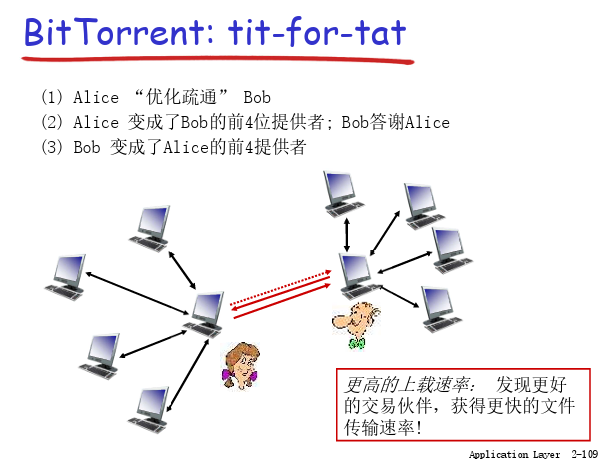 BitTorrent: tit-for-tat
(1) Alice “优化疏通” Bob
(2) Alice 变成了Bob的前4位提供者; Bob答谢Alice
(3) Bob 变成了Alice的前4提供者
更高的上载速率: 发现更好
的交易伙伴, 获得更快的文件
传输速率!
Application Layer 2-109